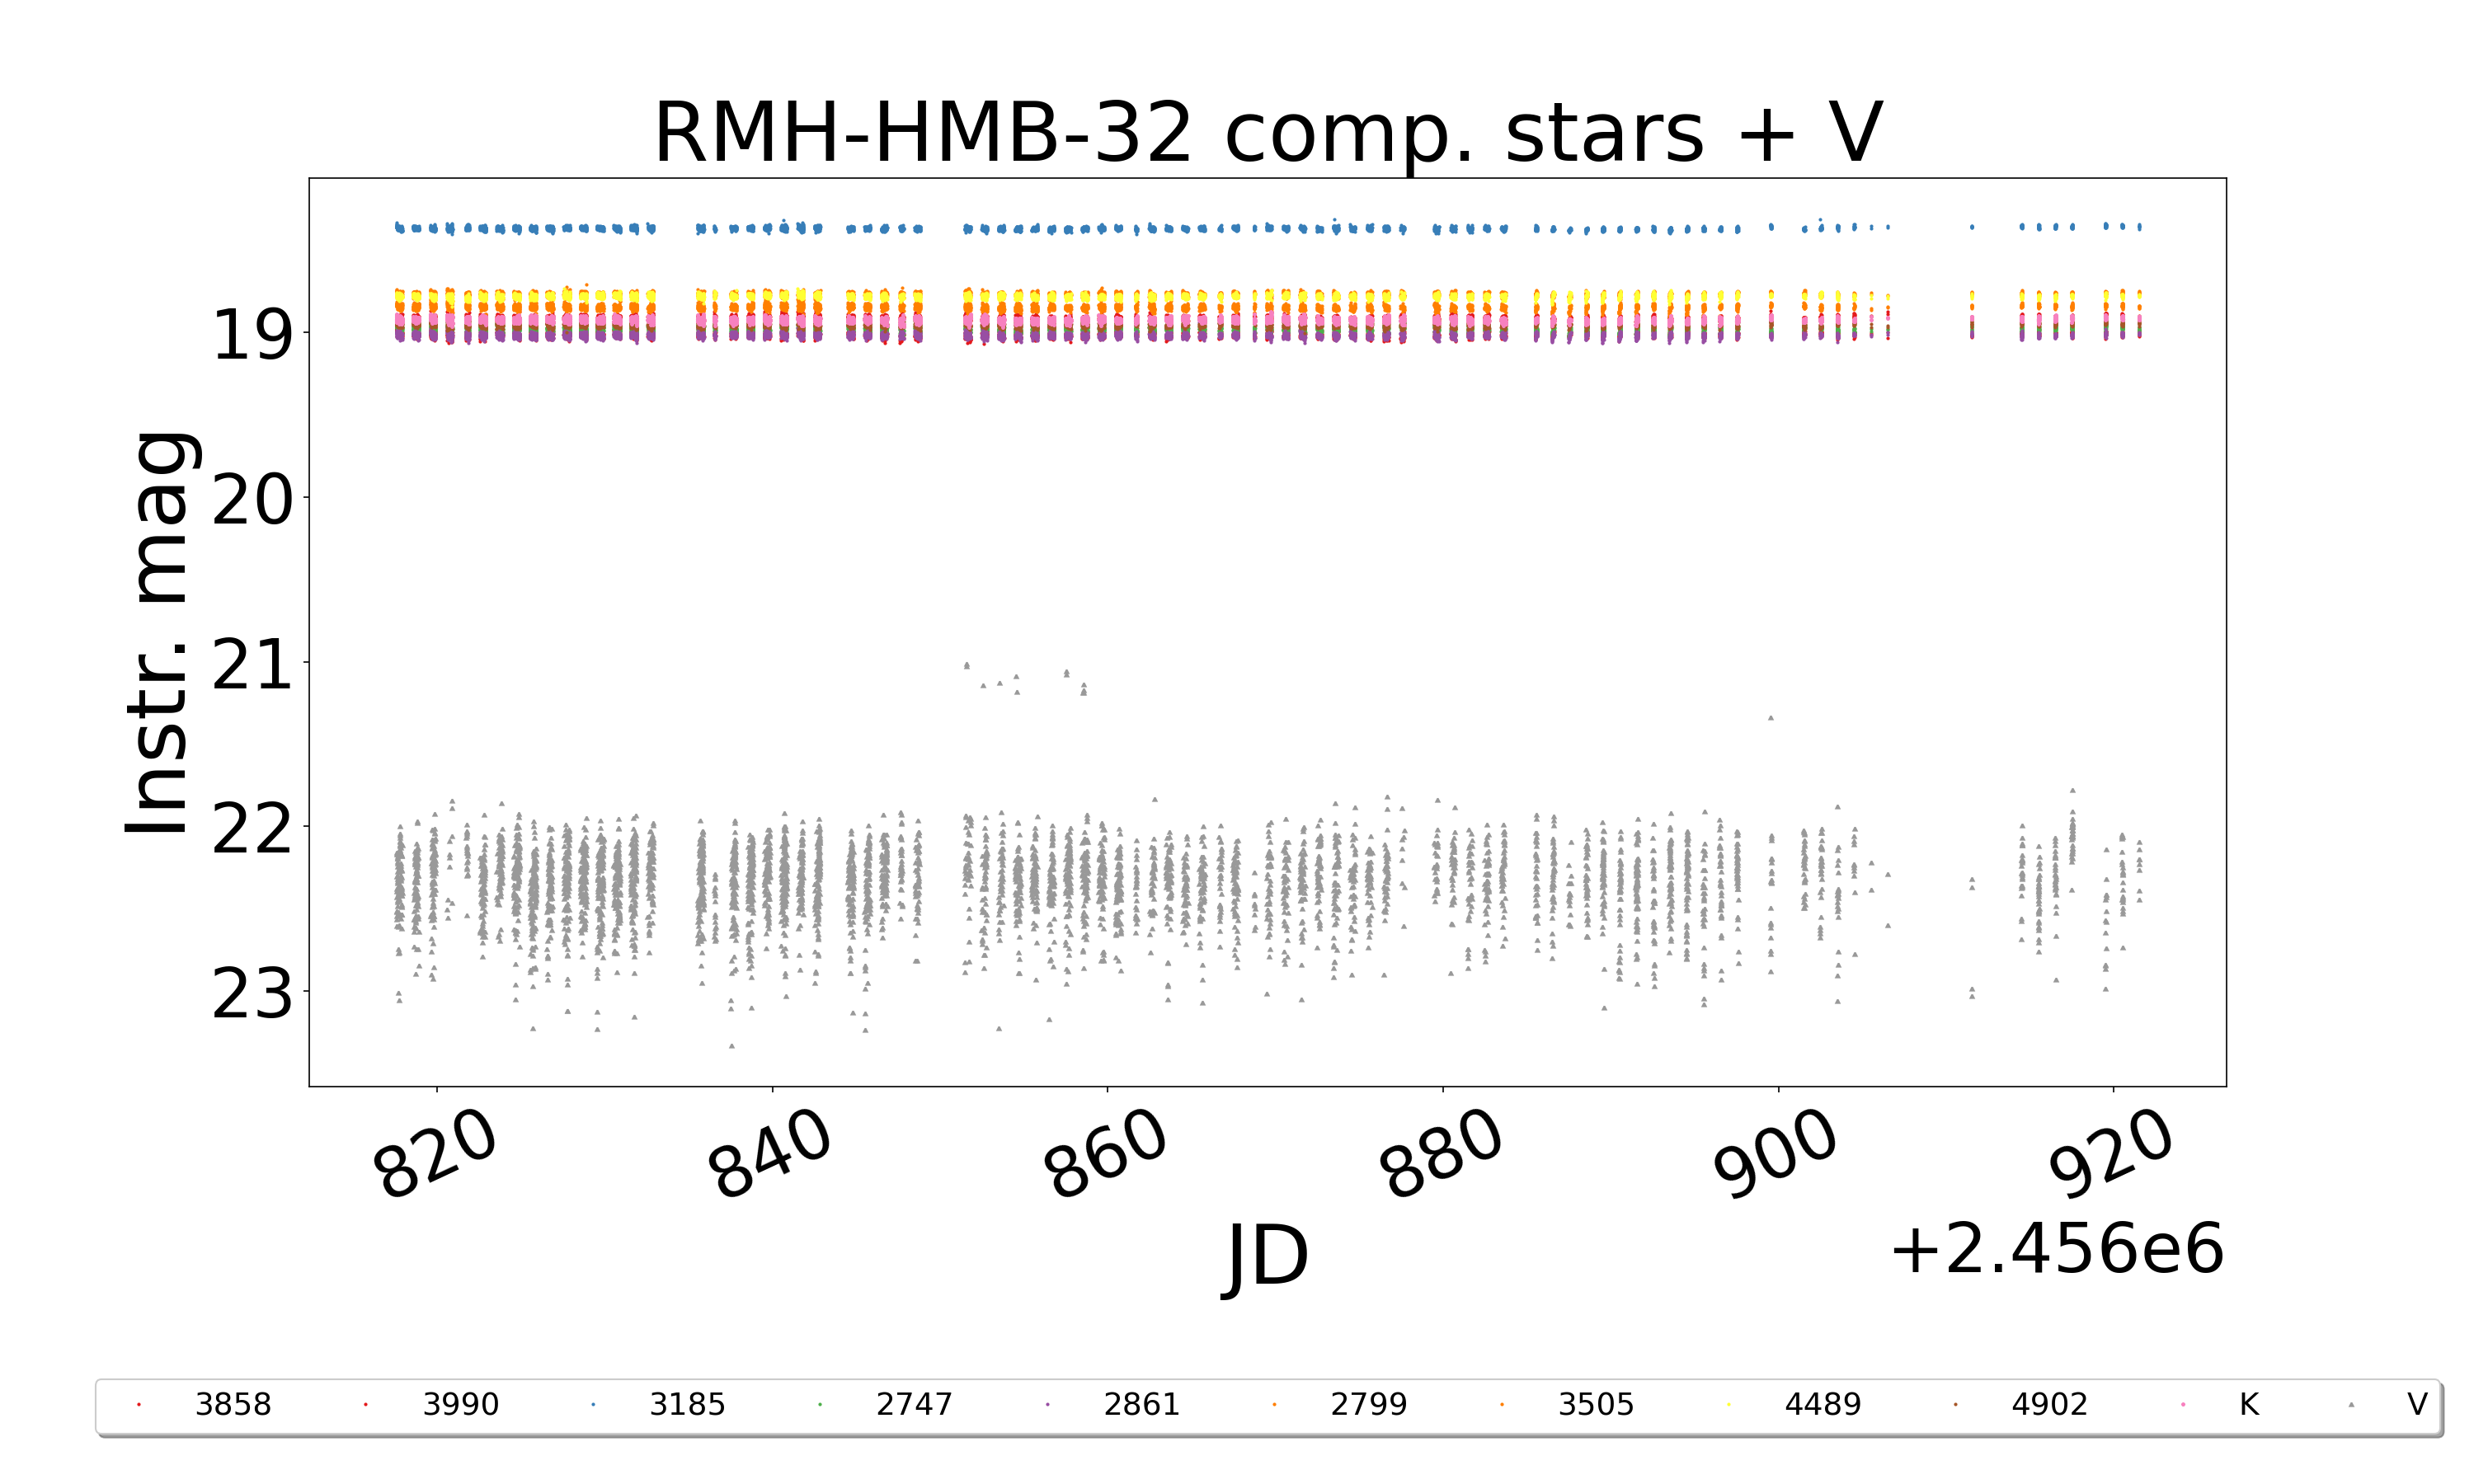 RMH-HMB-32 comp. stars + V
Instr. mag
19
20
21
22
23
820 840 860 880 900 920
JD
+2.456e6
3858 3990 3185 2747 2861 2799 3505 4489 4902 K V